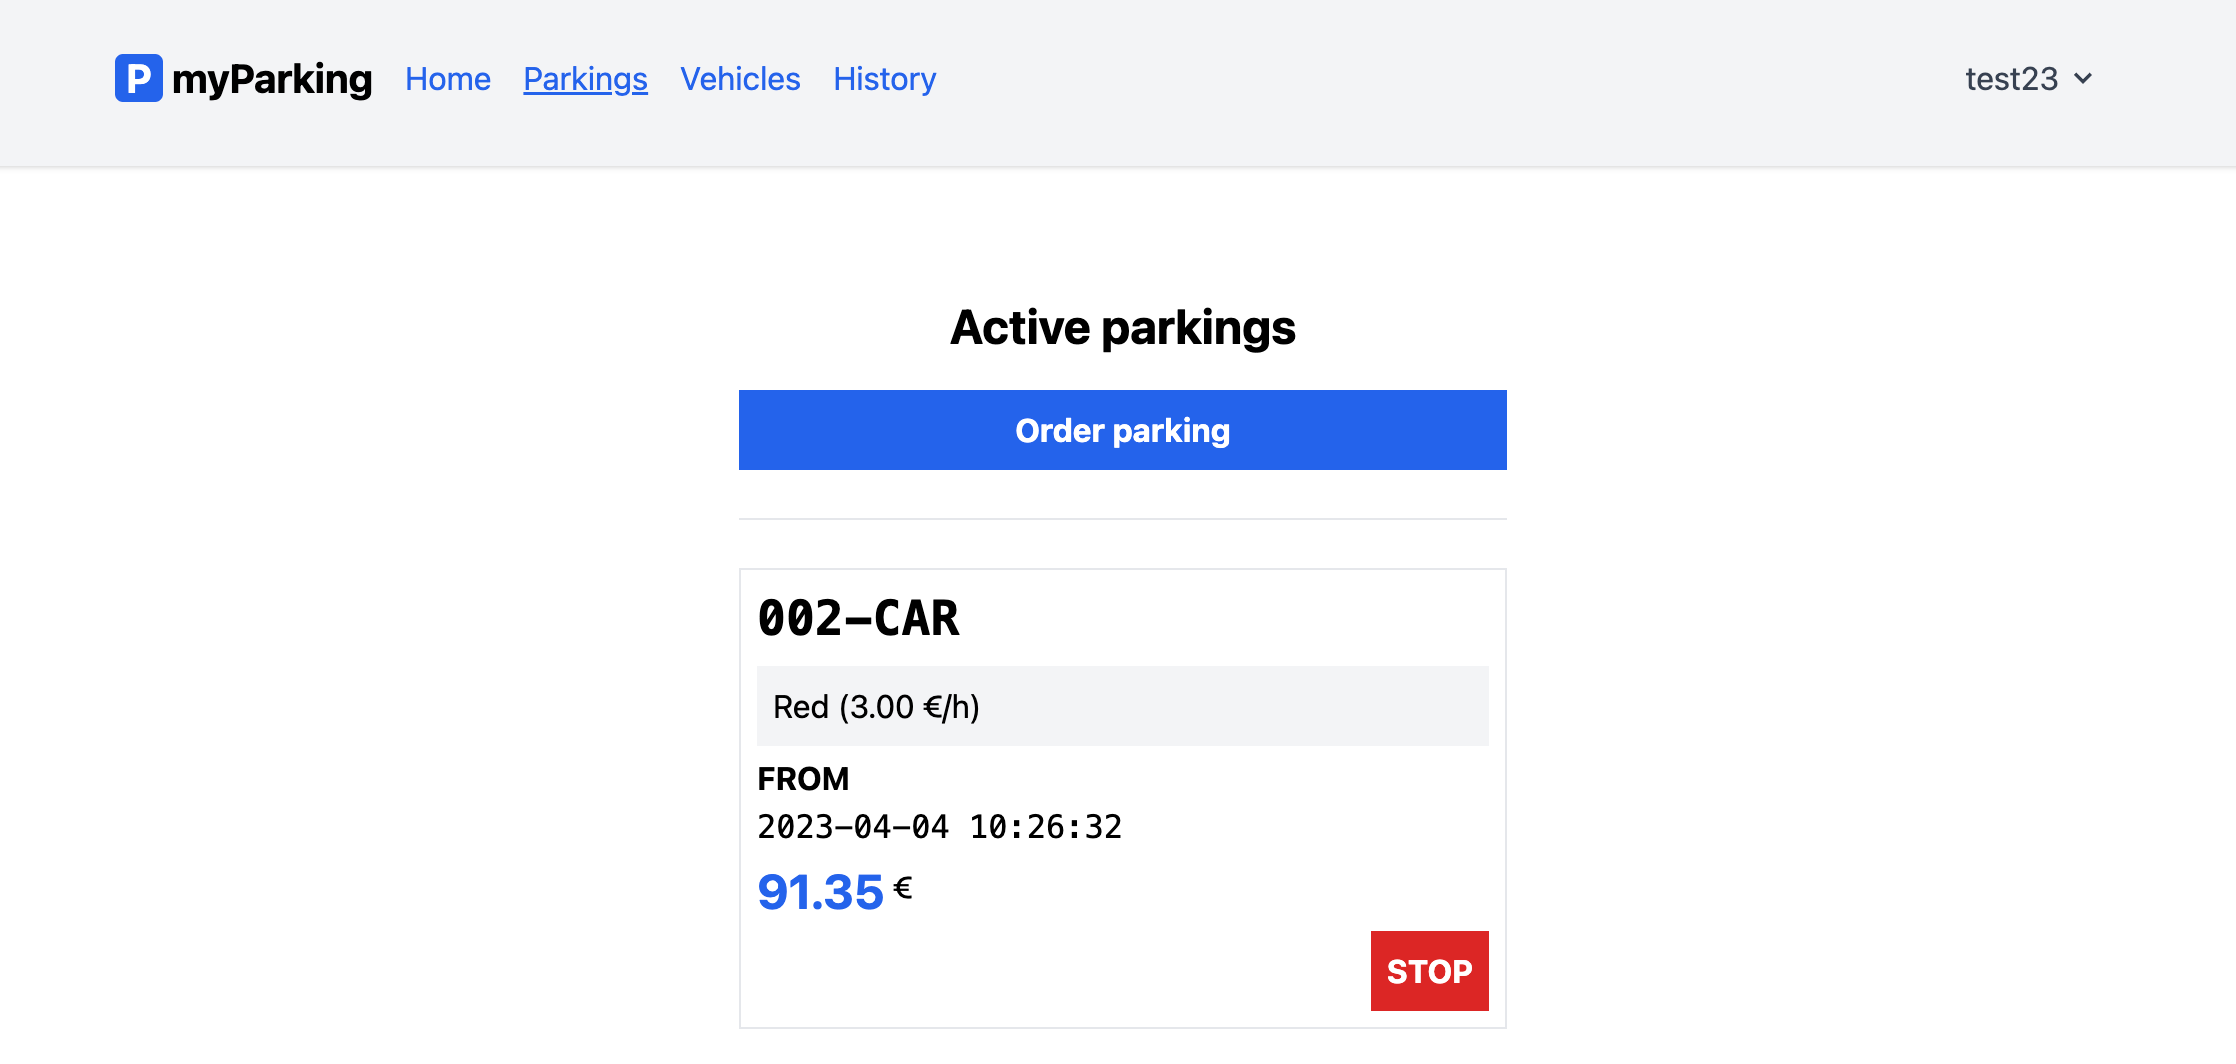 P myParking Home Parkings Vehicles History test23
Active parkings
Order parking
002-CAR
Red (3.00 €/h)
FROM
2023-04-04 10:26:32
91.35 €
STOP